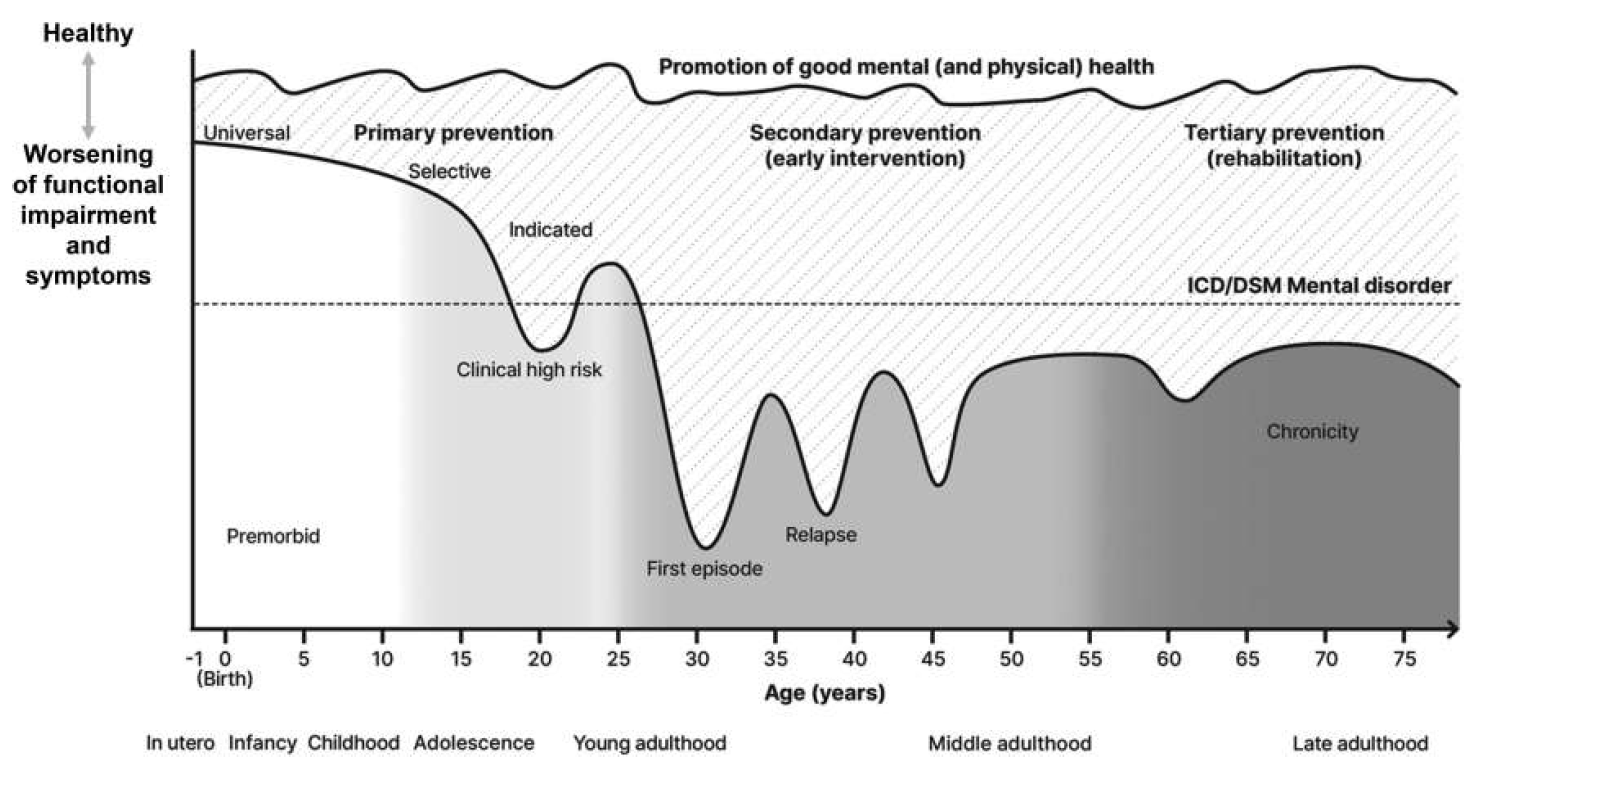 Healthy
Worsening
of functional
impairment
and
symptoms
Promotion of good mental (and physical) health
Universal
Primary prevention
Secondary prevention
(early intervention)
Tertiary prevention
(rehabilitation)
Selective
Indicated
ICD/DSM Mental disorder
Clinical high risk
Chronicity
Premorbid
Relapse
First episode
-1 0 5 10 15 20 25 30 35 40 45 50 55 60 65 70 75
(Birth)
Age (years)
In utero Infancy Childhood Adolescence Young adulthood Middle adulthood Late adulthood